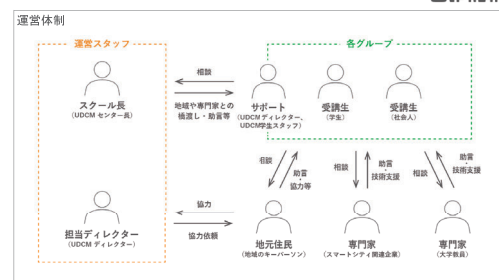 運営体制
運営スタッフ
各グループ
相談
地域や専門家との
橋渡し・助言等
スクール長
(UDCM センター長)
サポート
(UDCM ディレクター、
UDCM学生スタッフ)
受講生
(学生)
受講生
(社会人)
相談
助言
・
協力等
相談
助言
・
技術支援
相談
助言
・
技術支援
協力
協力依頼
担当ディレクター
(UDCM ディレクター)
地元住民
(地域のキーパーソン)
専門家
(スマートシティ関連企業)
専門家
(大学教員)